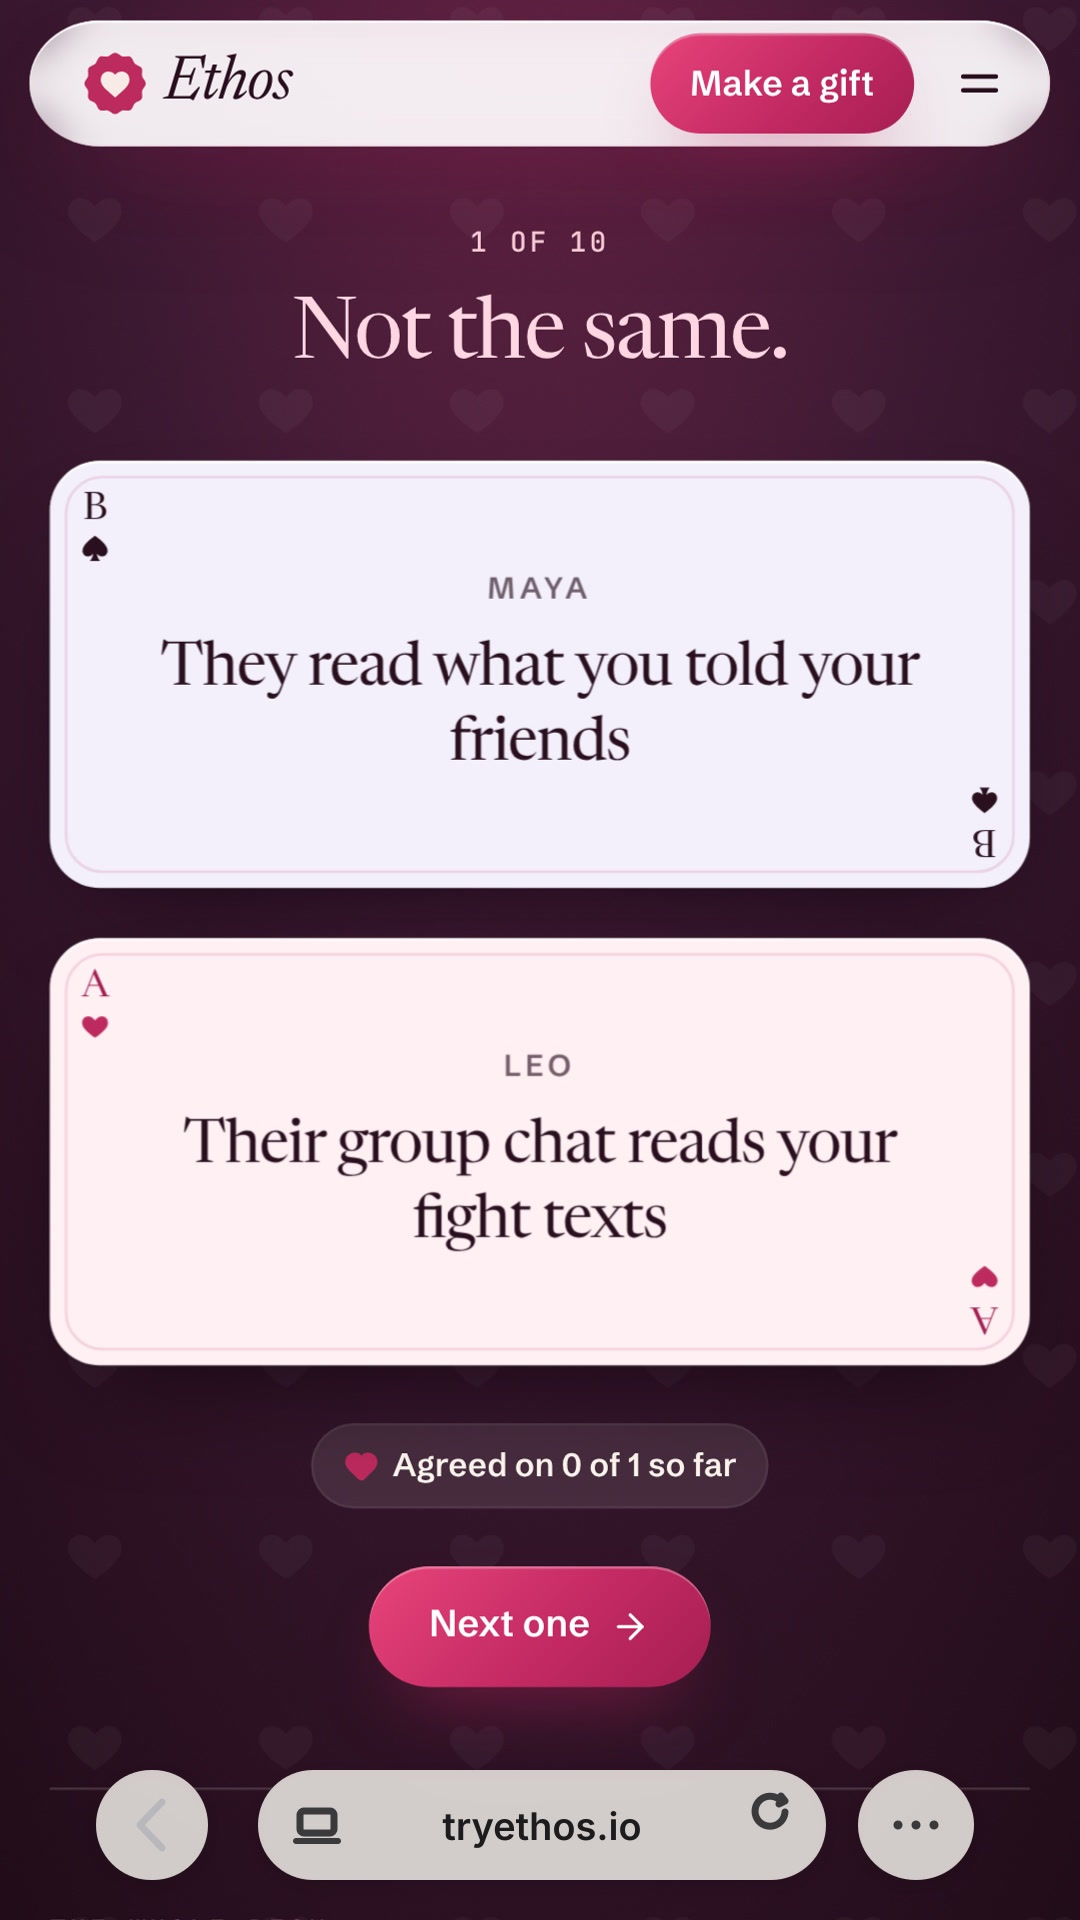 Ethos
Make a gift
1 OF 10
Not the same.
B
MAYA
They read what you told your
friends
B
A
LEO
Their group chat reads your
fight texts
A
Agreed on 0 of 1 so far
Next one →
tryethos.io